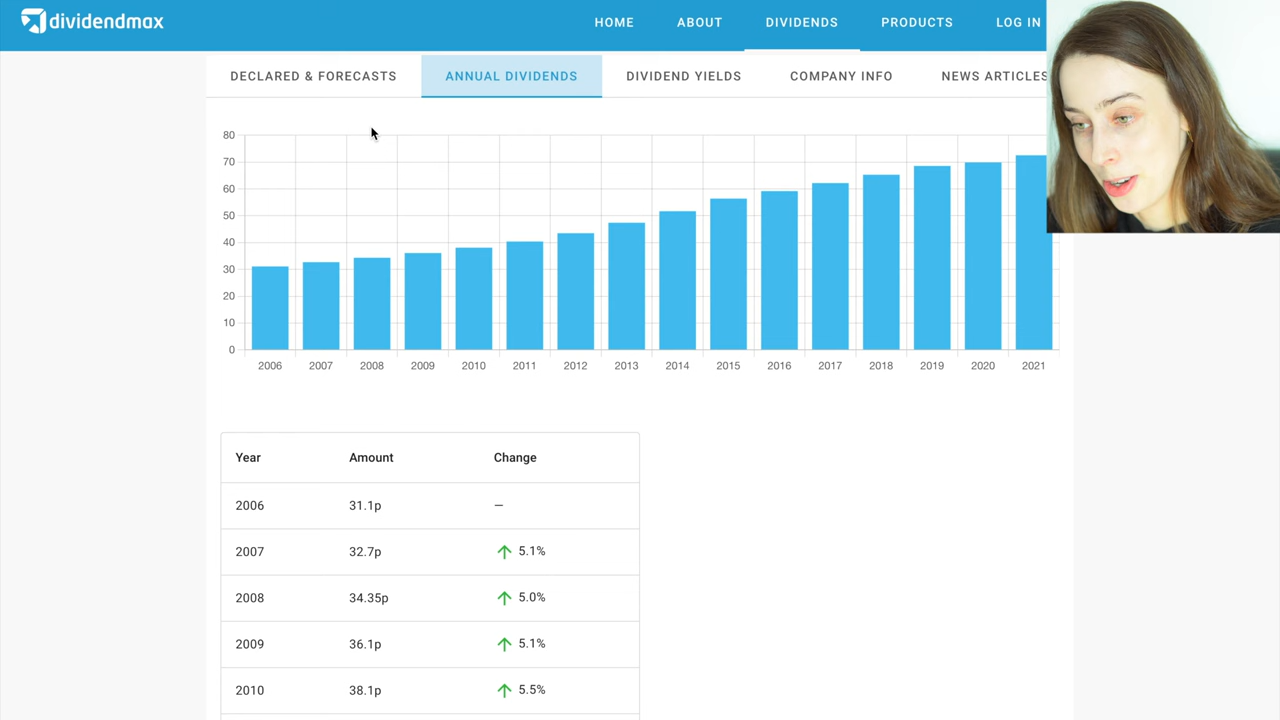 dividendmax
HOME ABOUT DIVIDENDS PRODUCTS LOG IN
DECLARED & FORECASTS ANNUAL DIVIDENDS DIVIDEND YIELDS COMPANY INFO NEWS ARTICLES
80
70
60
50
40
30
20
10
0
2006 2007 2008 2009 2010 2011 2012 2013 2014 2015 2016 2017 2018 2019 2020 2021
Year Amount Change
2006 31.1p —
2007 32.7p ↑ 5.1%
2008 34.35p ↑ 5.0%
2009 36.1p ↑ 5.1%
2010 38.1p ↑ 5.5%